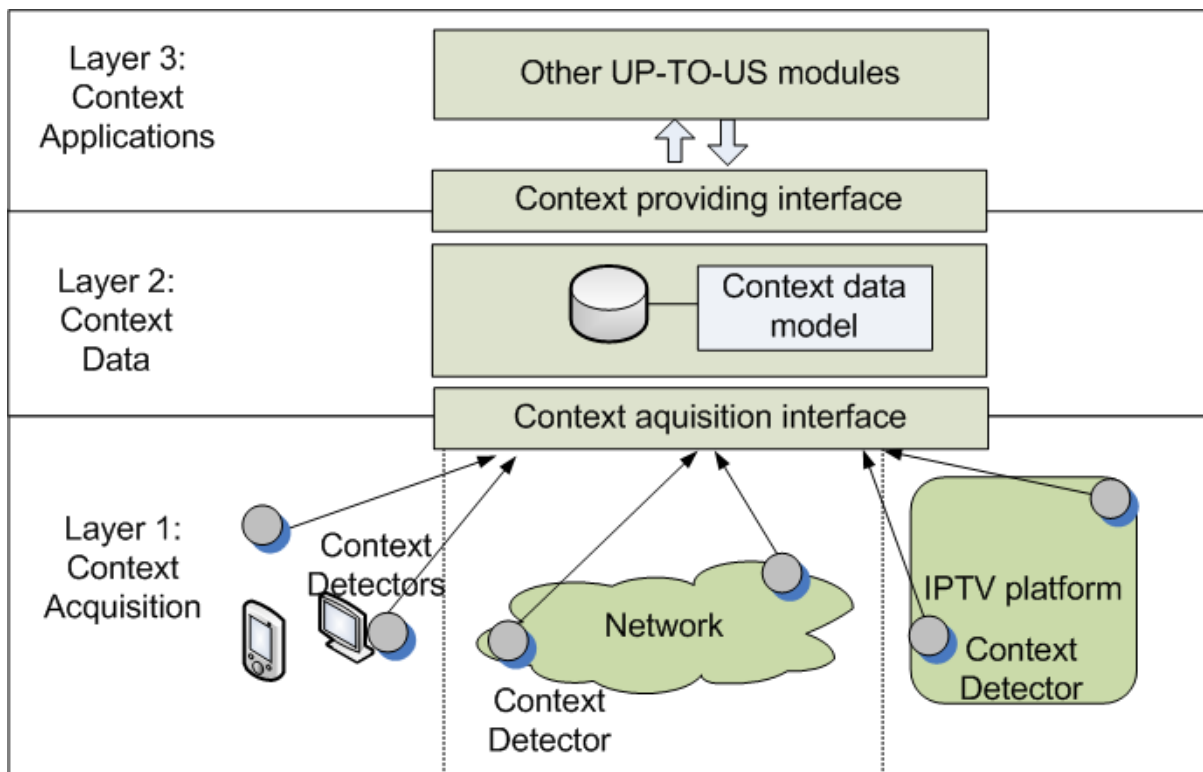 Layer 3:
Context
Applications
Other UP-TO-US modules
Context providing interface
Layer 2:
Context
Data
Context data
model
Context aquisition interface
Layer 1:
Context
Acquisition
Context
Detectors
Network
Context
Detector
IPTV platform
Context
Detector